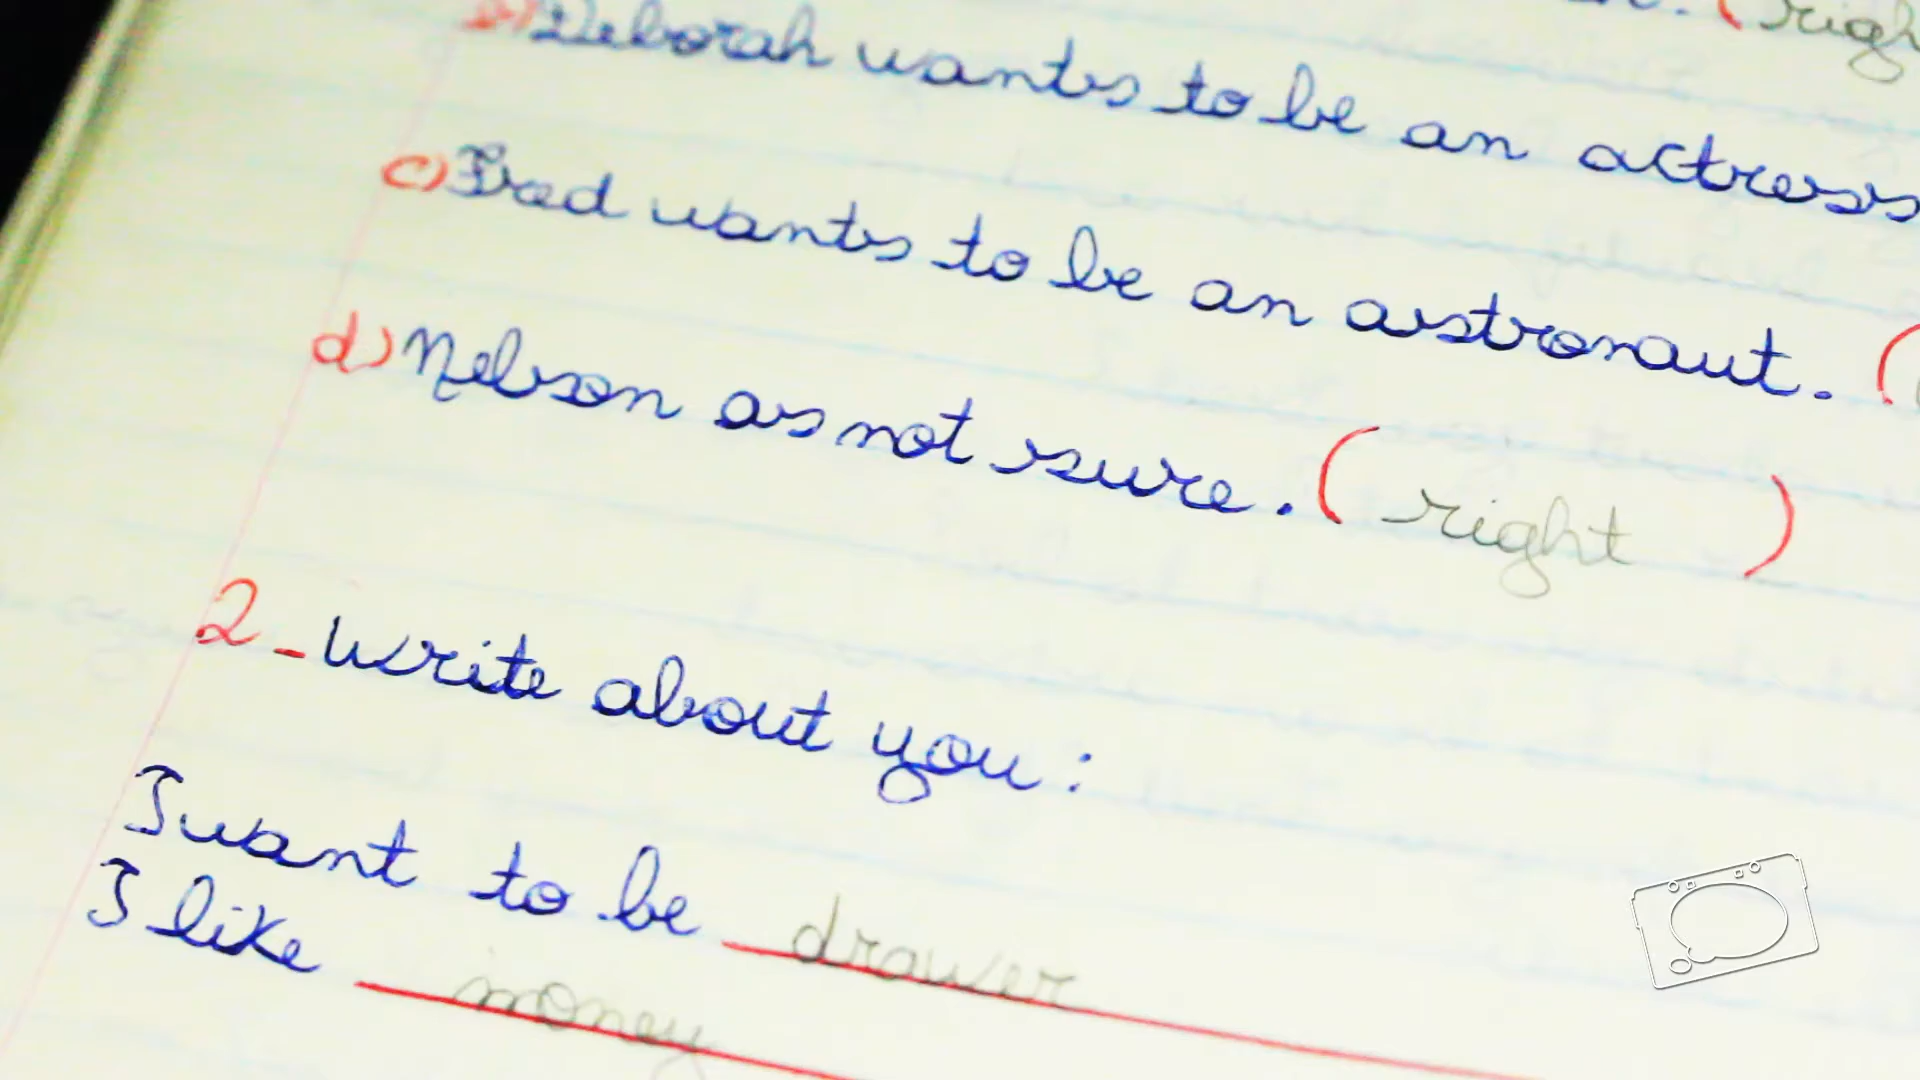 (right
b) Deborah wants to be an actress
c) Fred wants to be an astronaut. (
d) Nelson as not sure. (right)
2 - write about you:
I want to be drawer
I like money